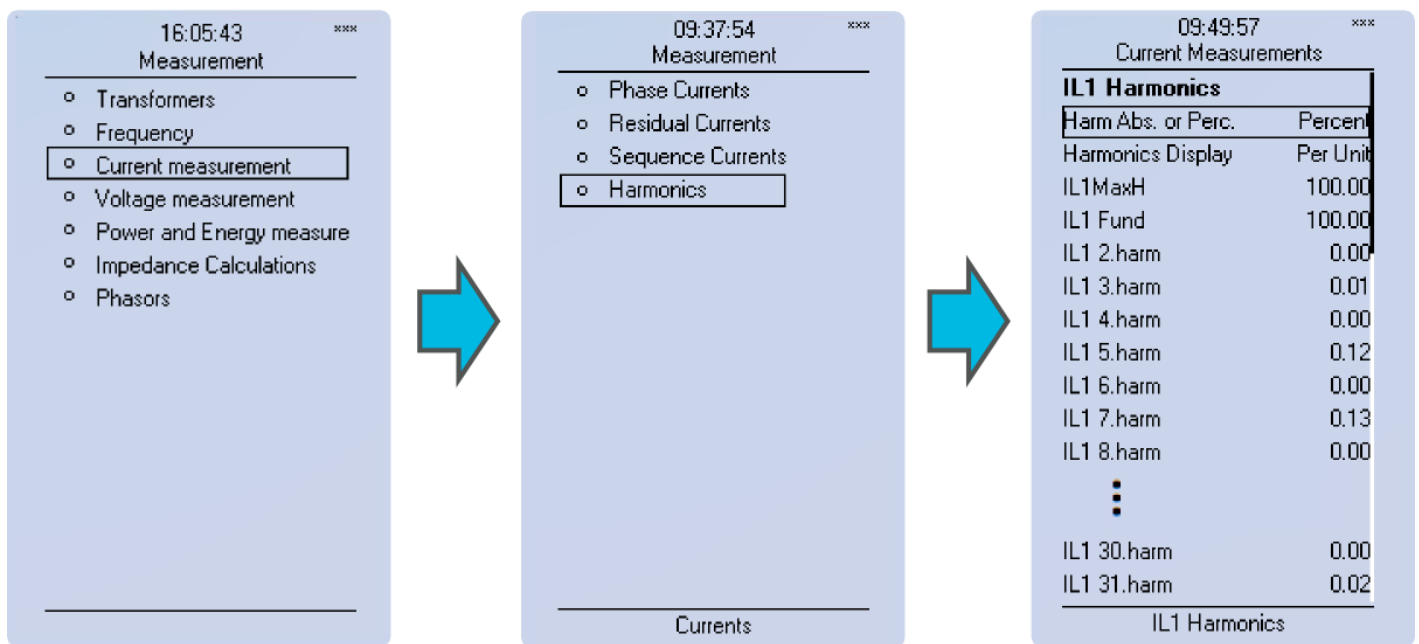 16:05:43 ×××
Measurement
Transformers
Frequency
Current measurement
Voltage measurement
Power and Energy measure
Impedance Calculations
Phasors
09:37:54 ×××
Measurement
Phase Currents
Residual Currents
Sequence Currents
Harmonics
Currents
09:49:57 ×××
Current Measurements
IL1 Harmonics
Harm Abs. or Perc. Percent
Harmonics Display Per Unit
IL1MaxH 100.00
IL1 Fund 100.00
IL1 2.harm 0.00
IL1 3.harm 0.01
IL1 4.harm 0.00
IL1 5.harm 0.12
IL1 6.harm 0.00
IL1 7.harm 0.13
IL1 8.harm 0.00
IL1 30.harm 0.00
IL1 31.harm 0.02
IL1 Harmonics